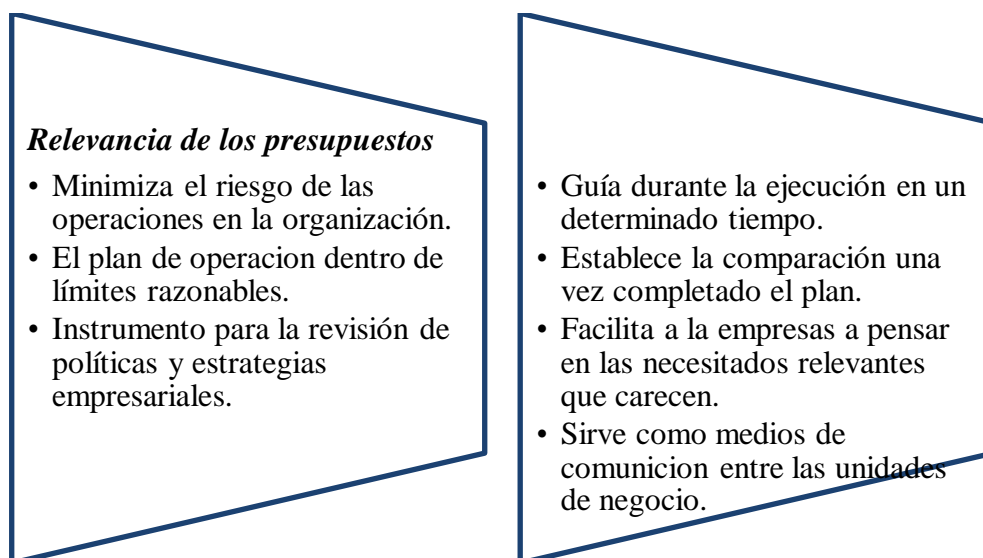 Relevancia de los presupuestos
• Minimiza el riesgo de las
operaciones en la organización.
• El plan de operacion dentro de
límites razonables.
• Instrumento para la revisión de
políticas y estrategias
empresariales.
• Guía durante la ejecución en un
determinado tiempo.
• Establece la comparación una
vez completado el plan.
• Facilita a la empresas a pensar
en las necesitados relevantes
que carecen.
• Sirve como medios de
comunicion entre las unidades
de negocio.